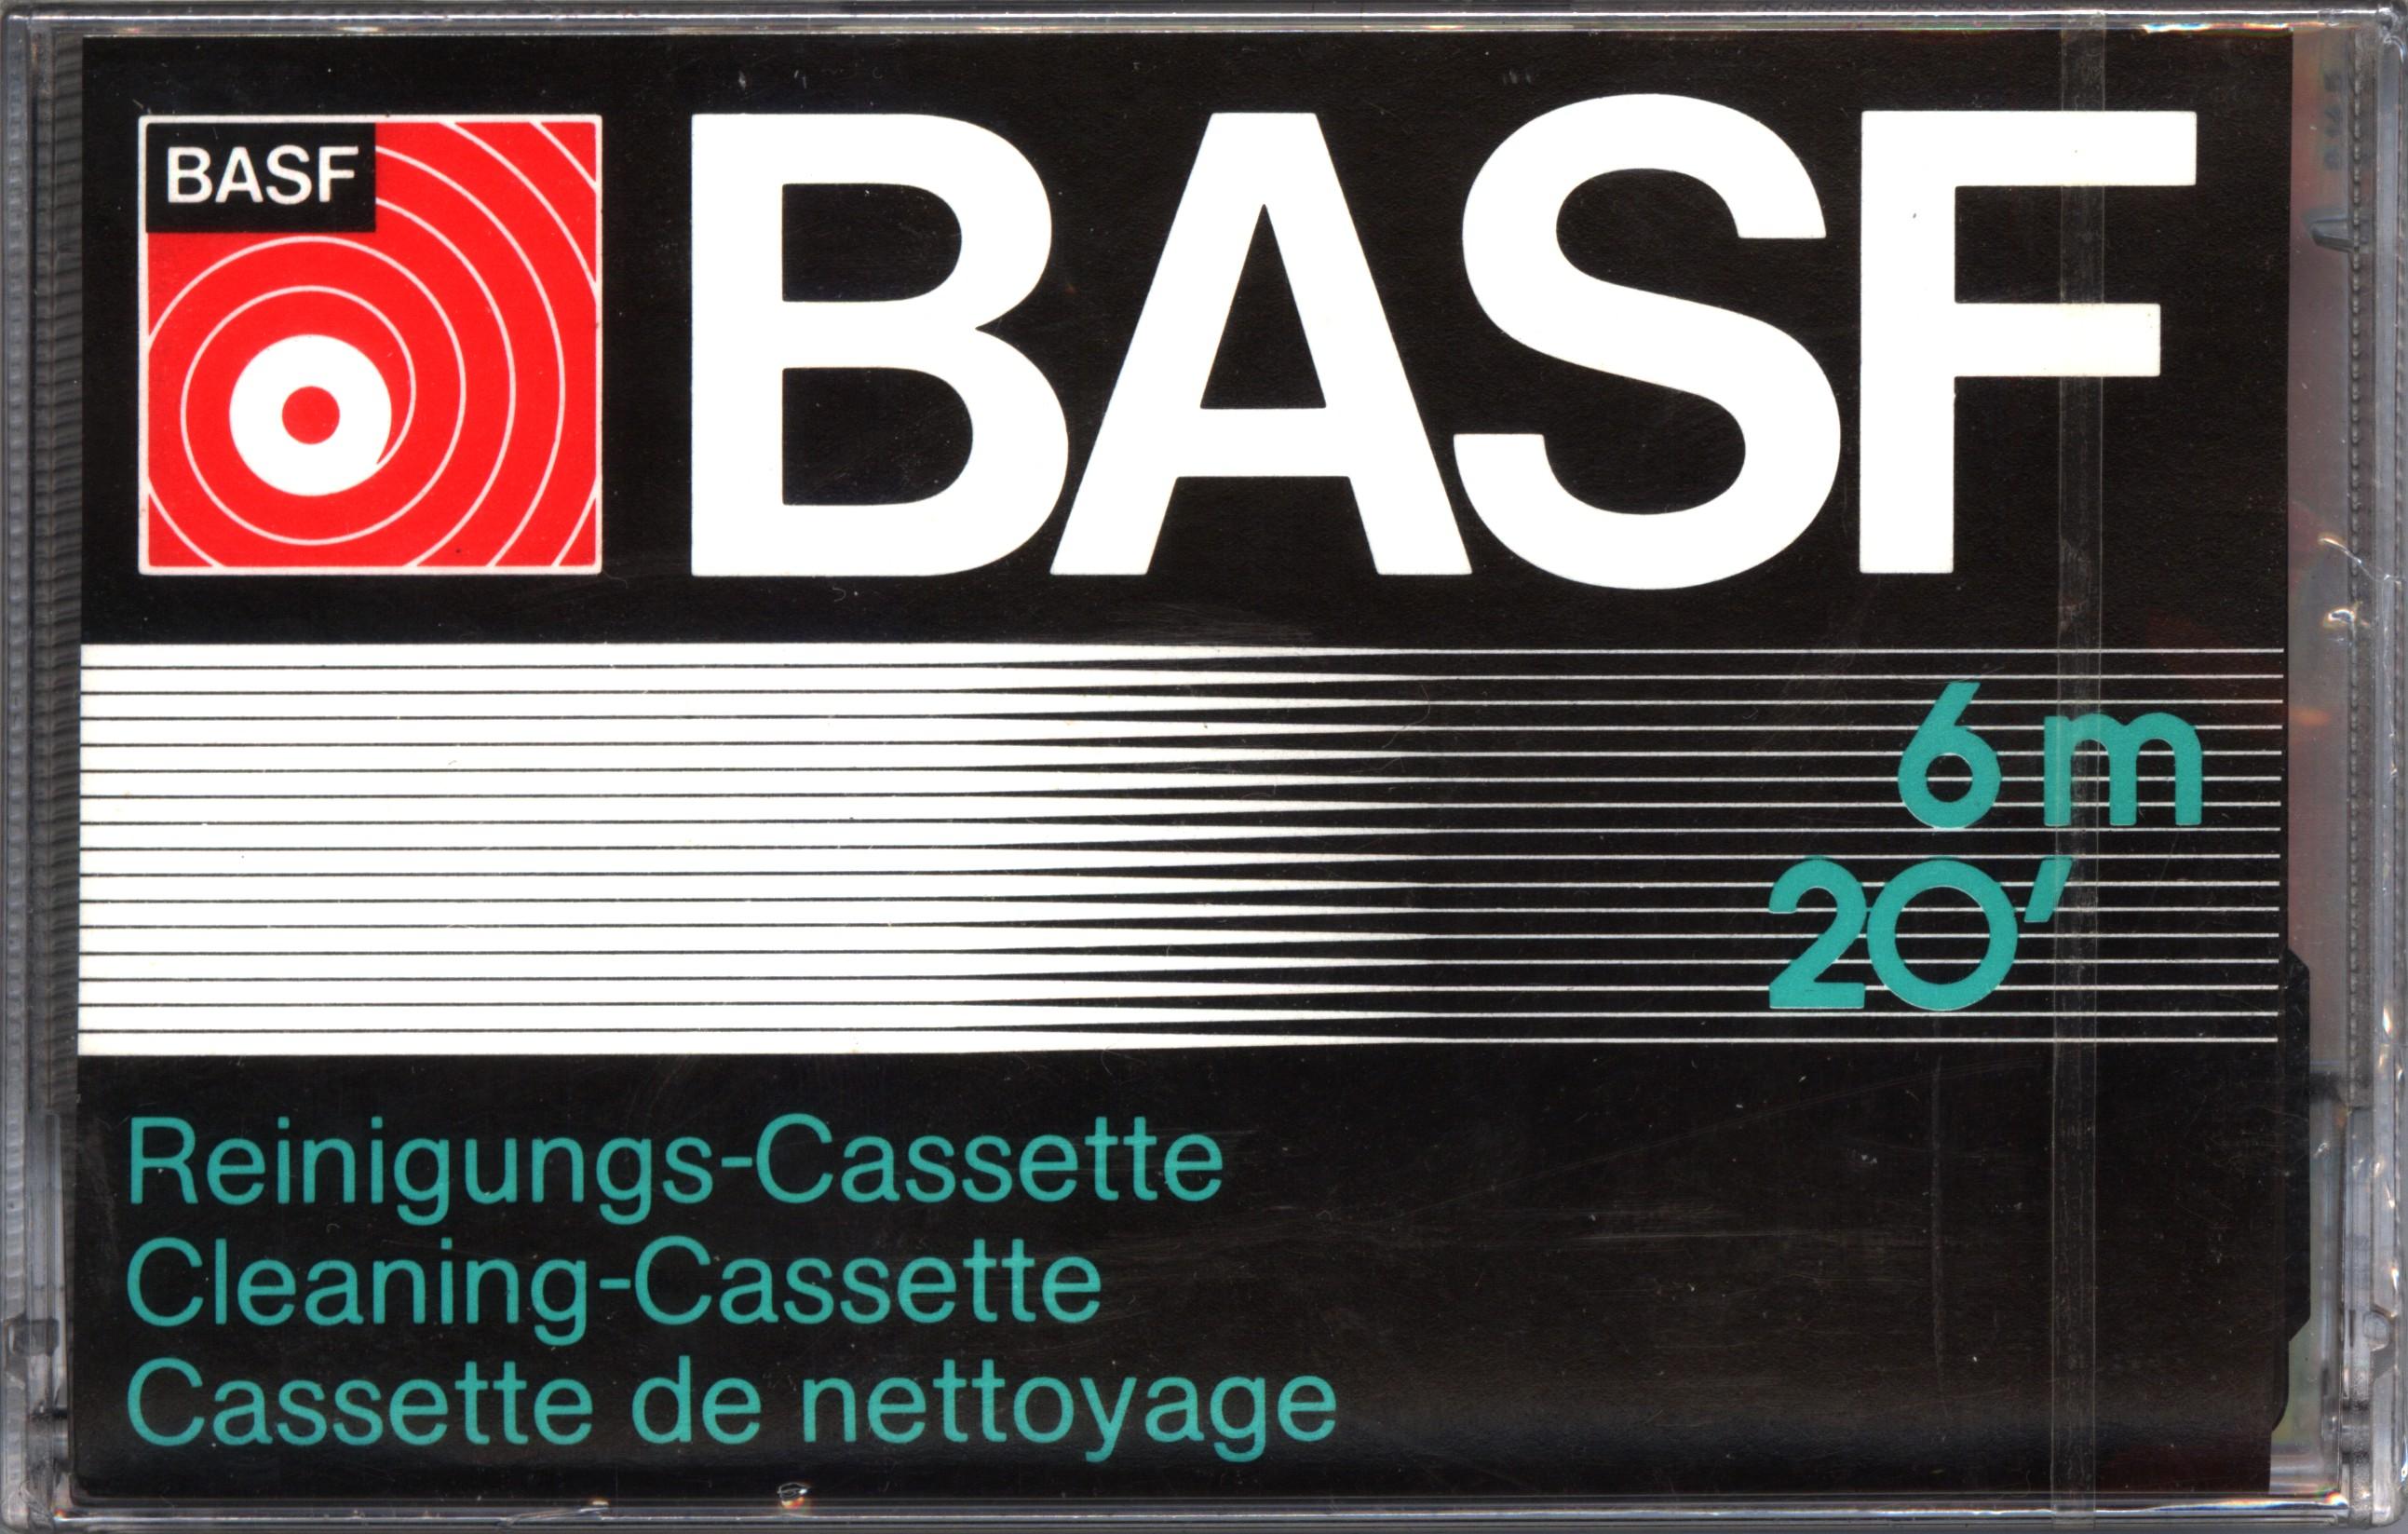 BASF
BASF
6 m
20'
Reinigungs-Cassette
Cleaning-Cassette
Cassette de nettoyage